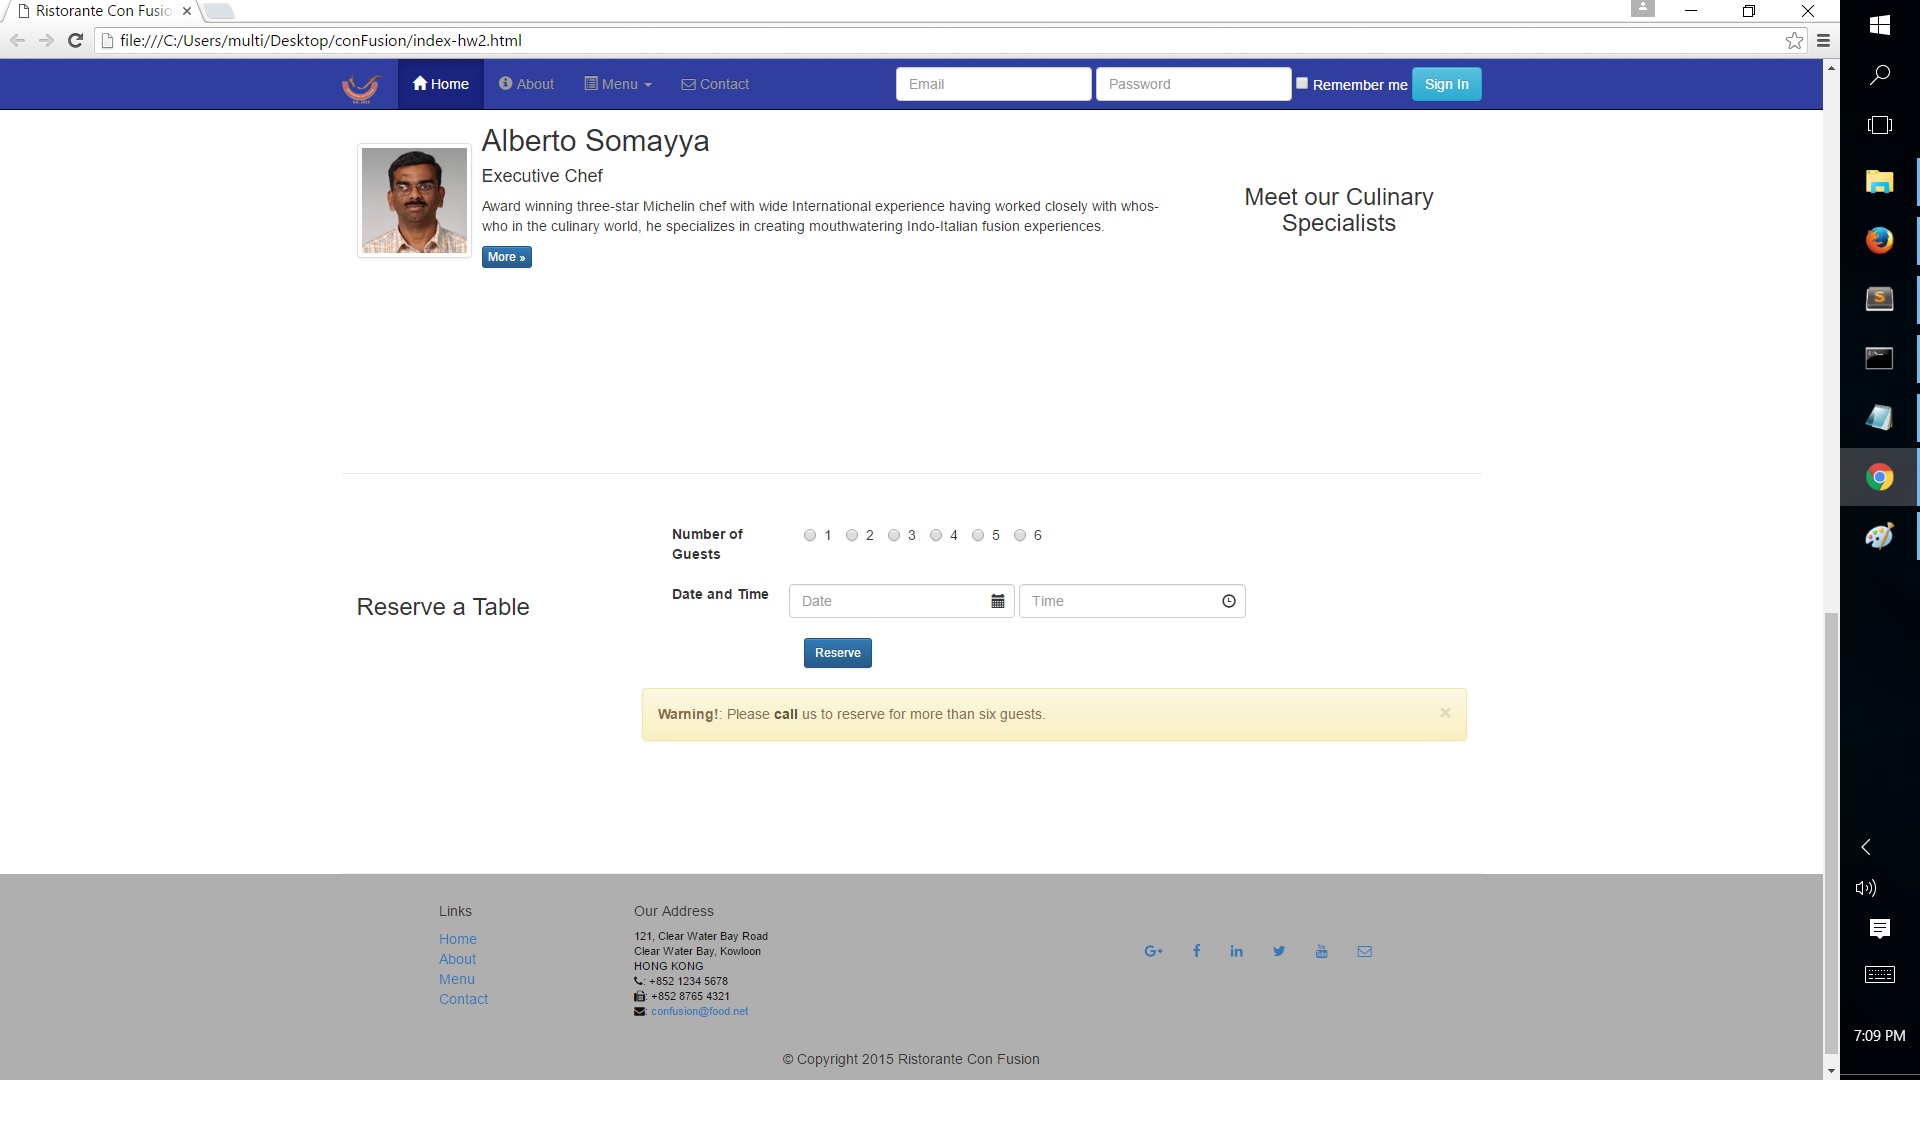 Ristorante Con Fusio
file:///C:/Users/multi/Desktop/conFusion/index-hw2.html
Home
About
Menu
Contact
Email
Password
Remember me
Sign In
Alberto Somayya
Executive Chef
Award winning three-star Michelin chef with wide International experience having worked closely with whos-
who in the culinary world, he specializes in creating mouthwatering Indo-Italian fusion experiences.
More »
Meet our Culinary
Specialists
Number of
Guests
1 2 3 4 5 6
Reserve a Table
Date and Time
Date
Time
Reserve
Warning!: Please call us to reserve for more than six guests. ×
Links
Home
About
Menu
Contact
Our Address
121, Clear Water Bay Road
Clear Water Bay, Kowloon
HONG KONG
: +852 1234 5678
: +852 8765 4321
: confusion@food.net
G+ f in
© Copyright 2015 Ristorante Con Fusion
7:09 PM